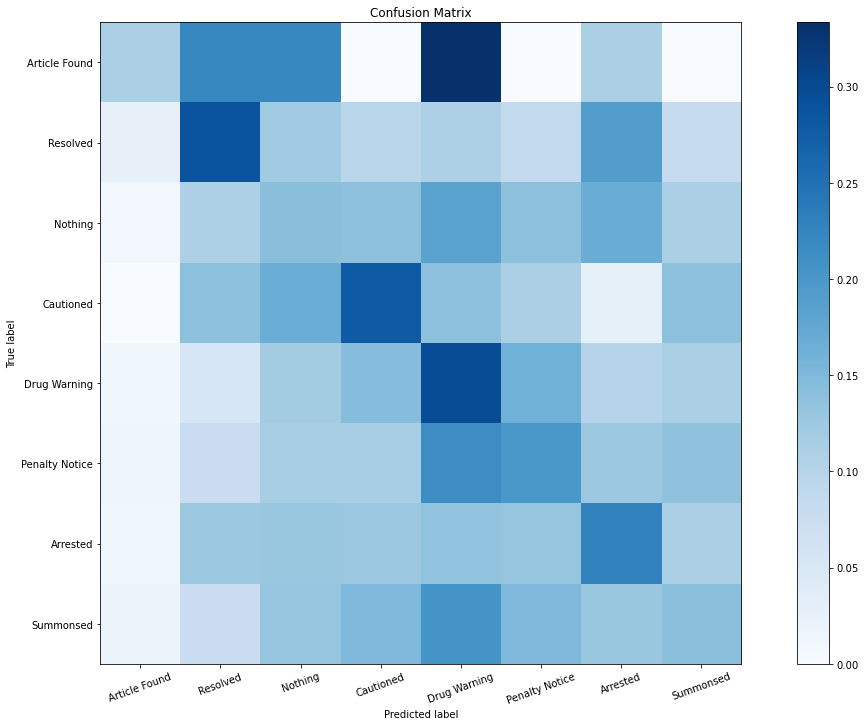 Confusion Matrix
Article Found
Resolved
Nothing
Cautioned
Drug Warning
Penalty Notice
Arrested
Summonsed
True label
Article Found
Resolved
Nothing
Cautioned
Drug Warning
Penalty Notice
Arrested
Summonsed
Predicted label
0.30
0.25
0.20
0.15
0.10
0.05
0.00